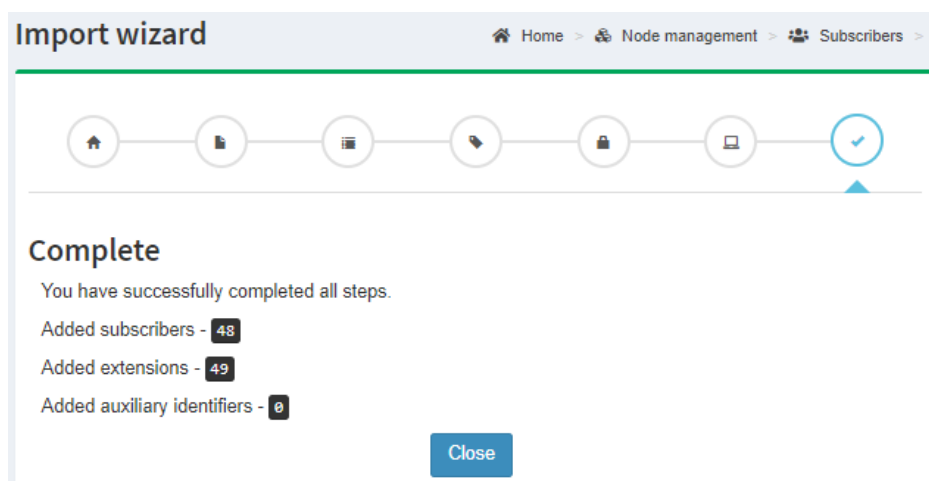 Import wizard
Home > Node management > Subscribers >
Complete
You have successfully completed all steps.
Added subscribers - 48
Added extensions - 49
Added auxiliary identifiers - 0
Close